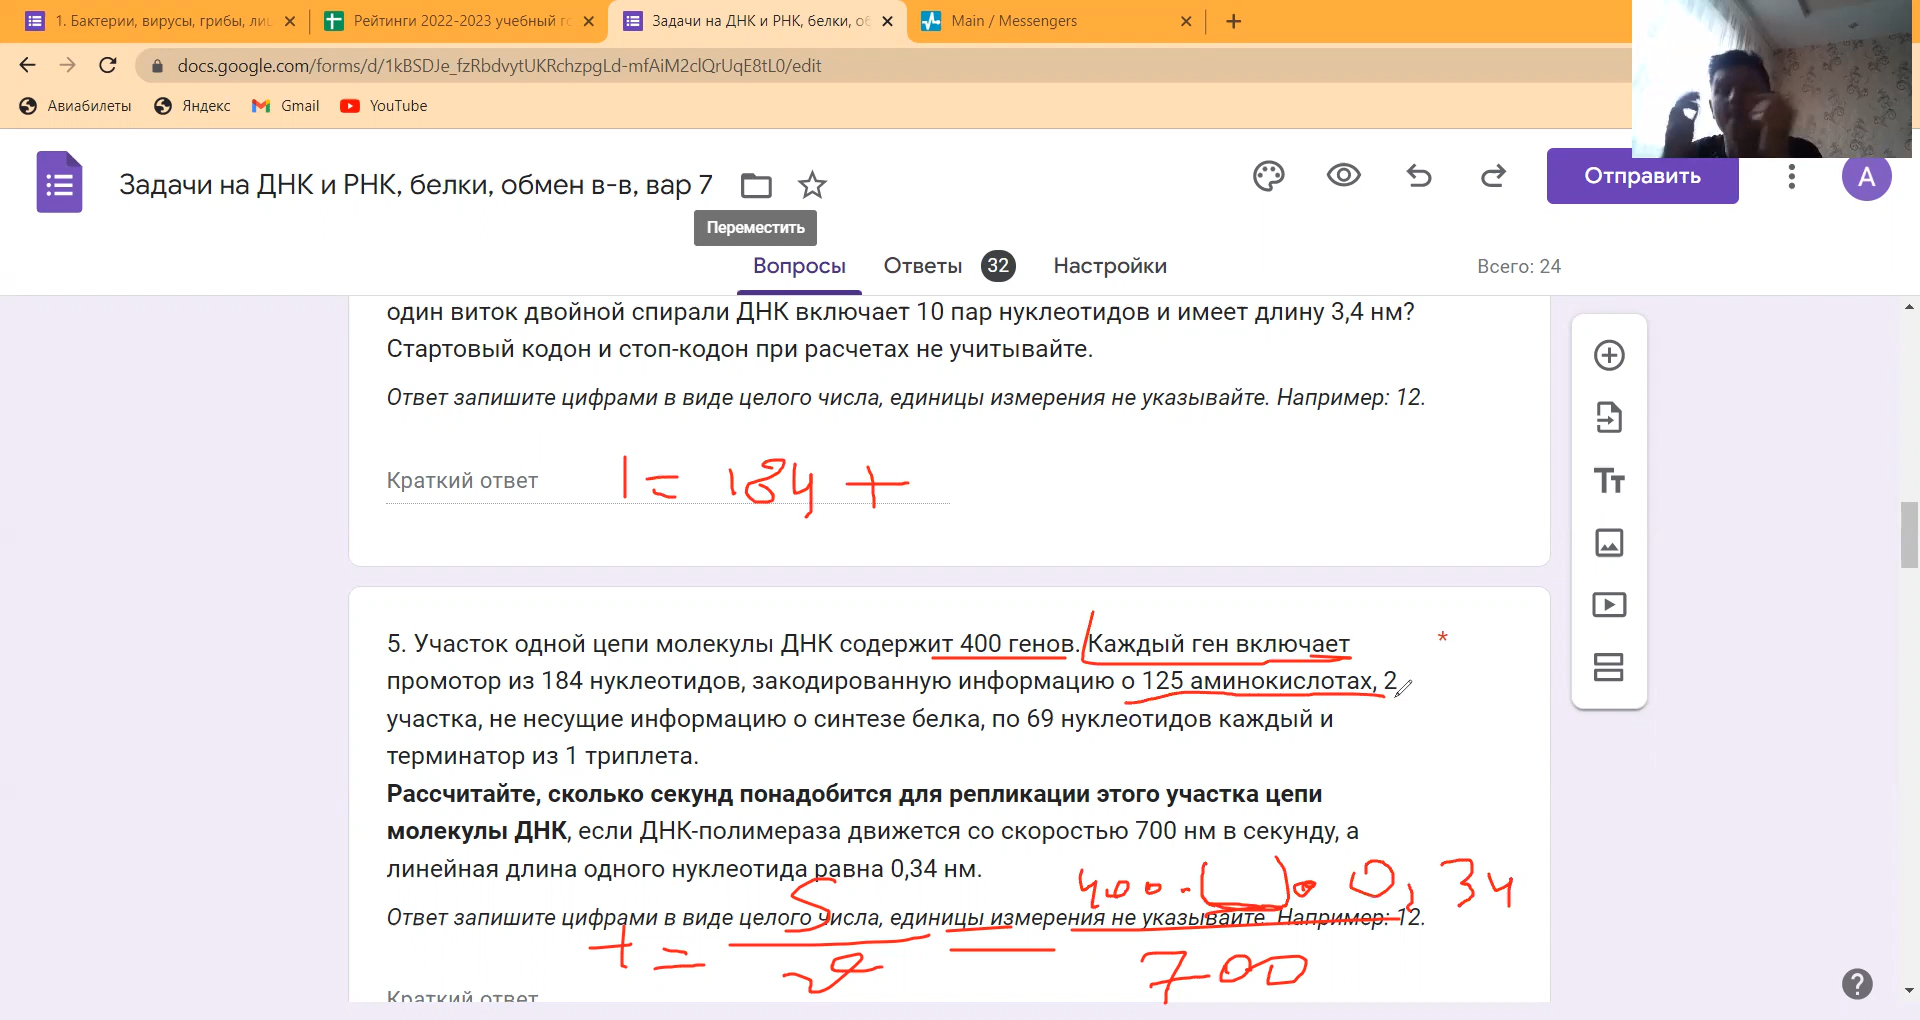 1. Бактерии, вирусы, грибы, ли
Рейтинги 2022-2023 учебный г
Задачи на ДНК и РНК, белки, об
Main / Messengers
docs.google.com/forms/d/1kBSDJe_fzRbdvytUKRchzpgLd-mfAiM2clQrUqE8tL0/edit
Авиабилеты
Яндекс
Gmail
YouTube
Задачи на ДНК и РНК, белки, обмен в-в, вар 7
Отправить
A
Переместить
Вопросы
Ответы 32
Настройки
Всего: 24
один виток двойной спирали ДНК включает 10 пар нуклеотидов и имеет длину 3,4 нм?
Стартовый кодон и стоп-кодон при расчетах не учитывайте.
Ответ запишите цифрами в виде целого числа, единицы измерения не указывайте. Например: 12.
Краткий ответ
1 = 184 +
5. Участок одной цепи молекулы ДНК содержит 400 генов. Каждый ген включает *
промотор из 184 нуклеотидов, закодированную информацию о 125 аминокислотах, 2
участка, не несущие информацию о синтезе белка, по 69 нуклеотидов каждый и
терминатор из 1 триплета.
Рассчитайте, сколько секунд понадобится для репликации этого участка цепи
молекулы ДНК, если ДНК-полимераза движется со скоростью 700 нм в секунду, а
линейная длина одного нуклеотида равна 0,34 нм.
Ответ запишите цифрами в виде целого числа, единицы измерения не указывайте. Например: 12.
t = S / v = 400 · ( ) · 0,34 / 700
Краткий ответ